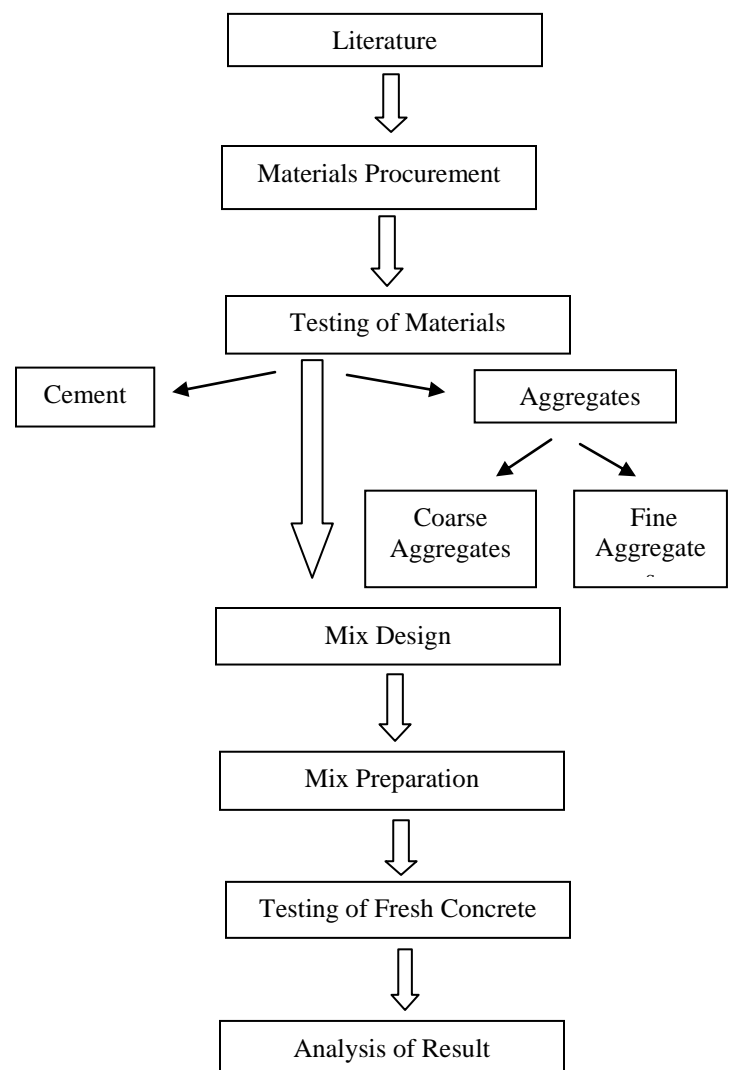 Literature
Materials Procurement
Testing of Materials
Cement
Aggregates
Coarse
Aggregates
Fine
Aggregate
Mix Design
Mix Preparation
Testing of Fresh Concrete
Analysis of Result